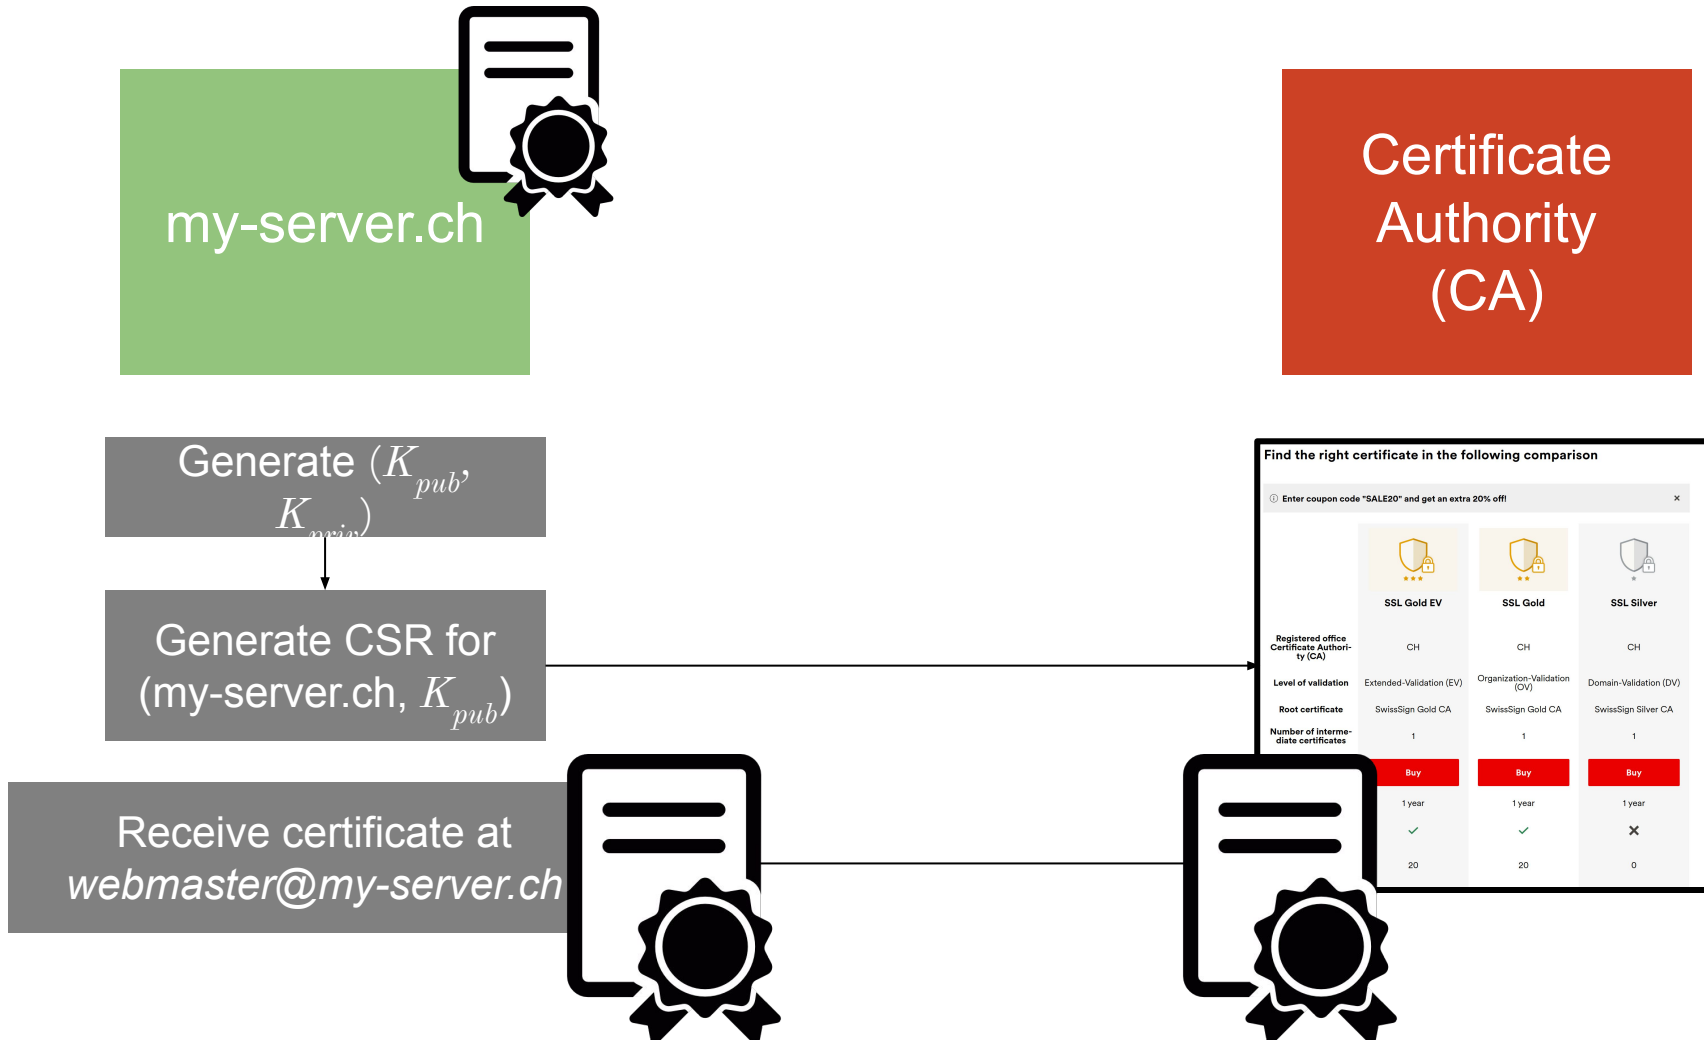 my-server.ch
Certificate
Authority
(CA)
Generate (K_pub,
K_priv)
Generate CSR for
(my-server.ch, K_pub)
Receive certificate at
webmaster@my-server.ch
Find the right certificate in the following comparison
Enter coupon code "SALE20" and get an extra 20% off!
SSL Gold EV SSL Gold SSL Silver
Registered office
Certificate Authori-
ty (CA)
CH CH CH
Level of validation Extended-Validation (EV) Organization-Validation
(OV) Domain-Validation (DV)
Root certificate SwissSign Gold CA SwissSign Gold CA SwissSign Silver CA
Number of interme-
diate certificates
1 1 1
Buy Buy Buy
1 year 1 year 1 year
20 20 0